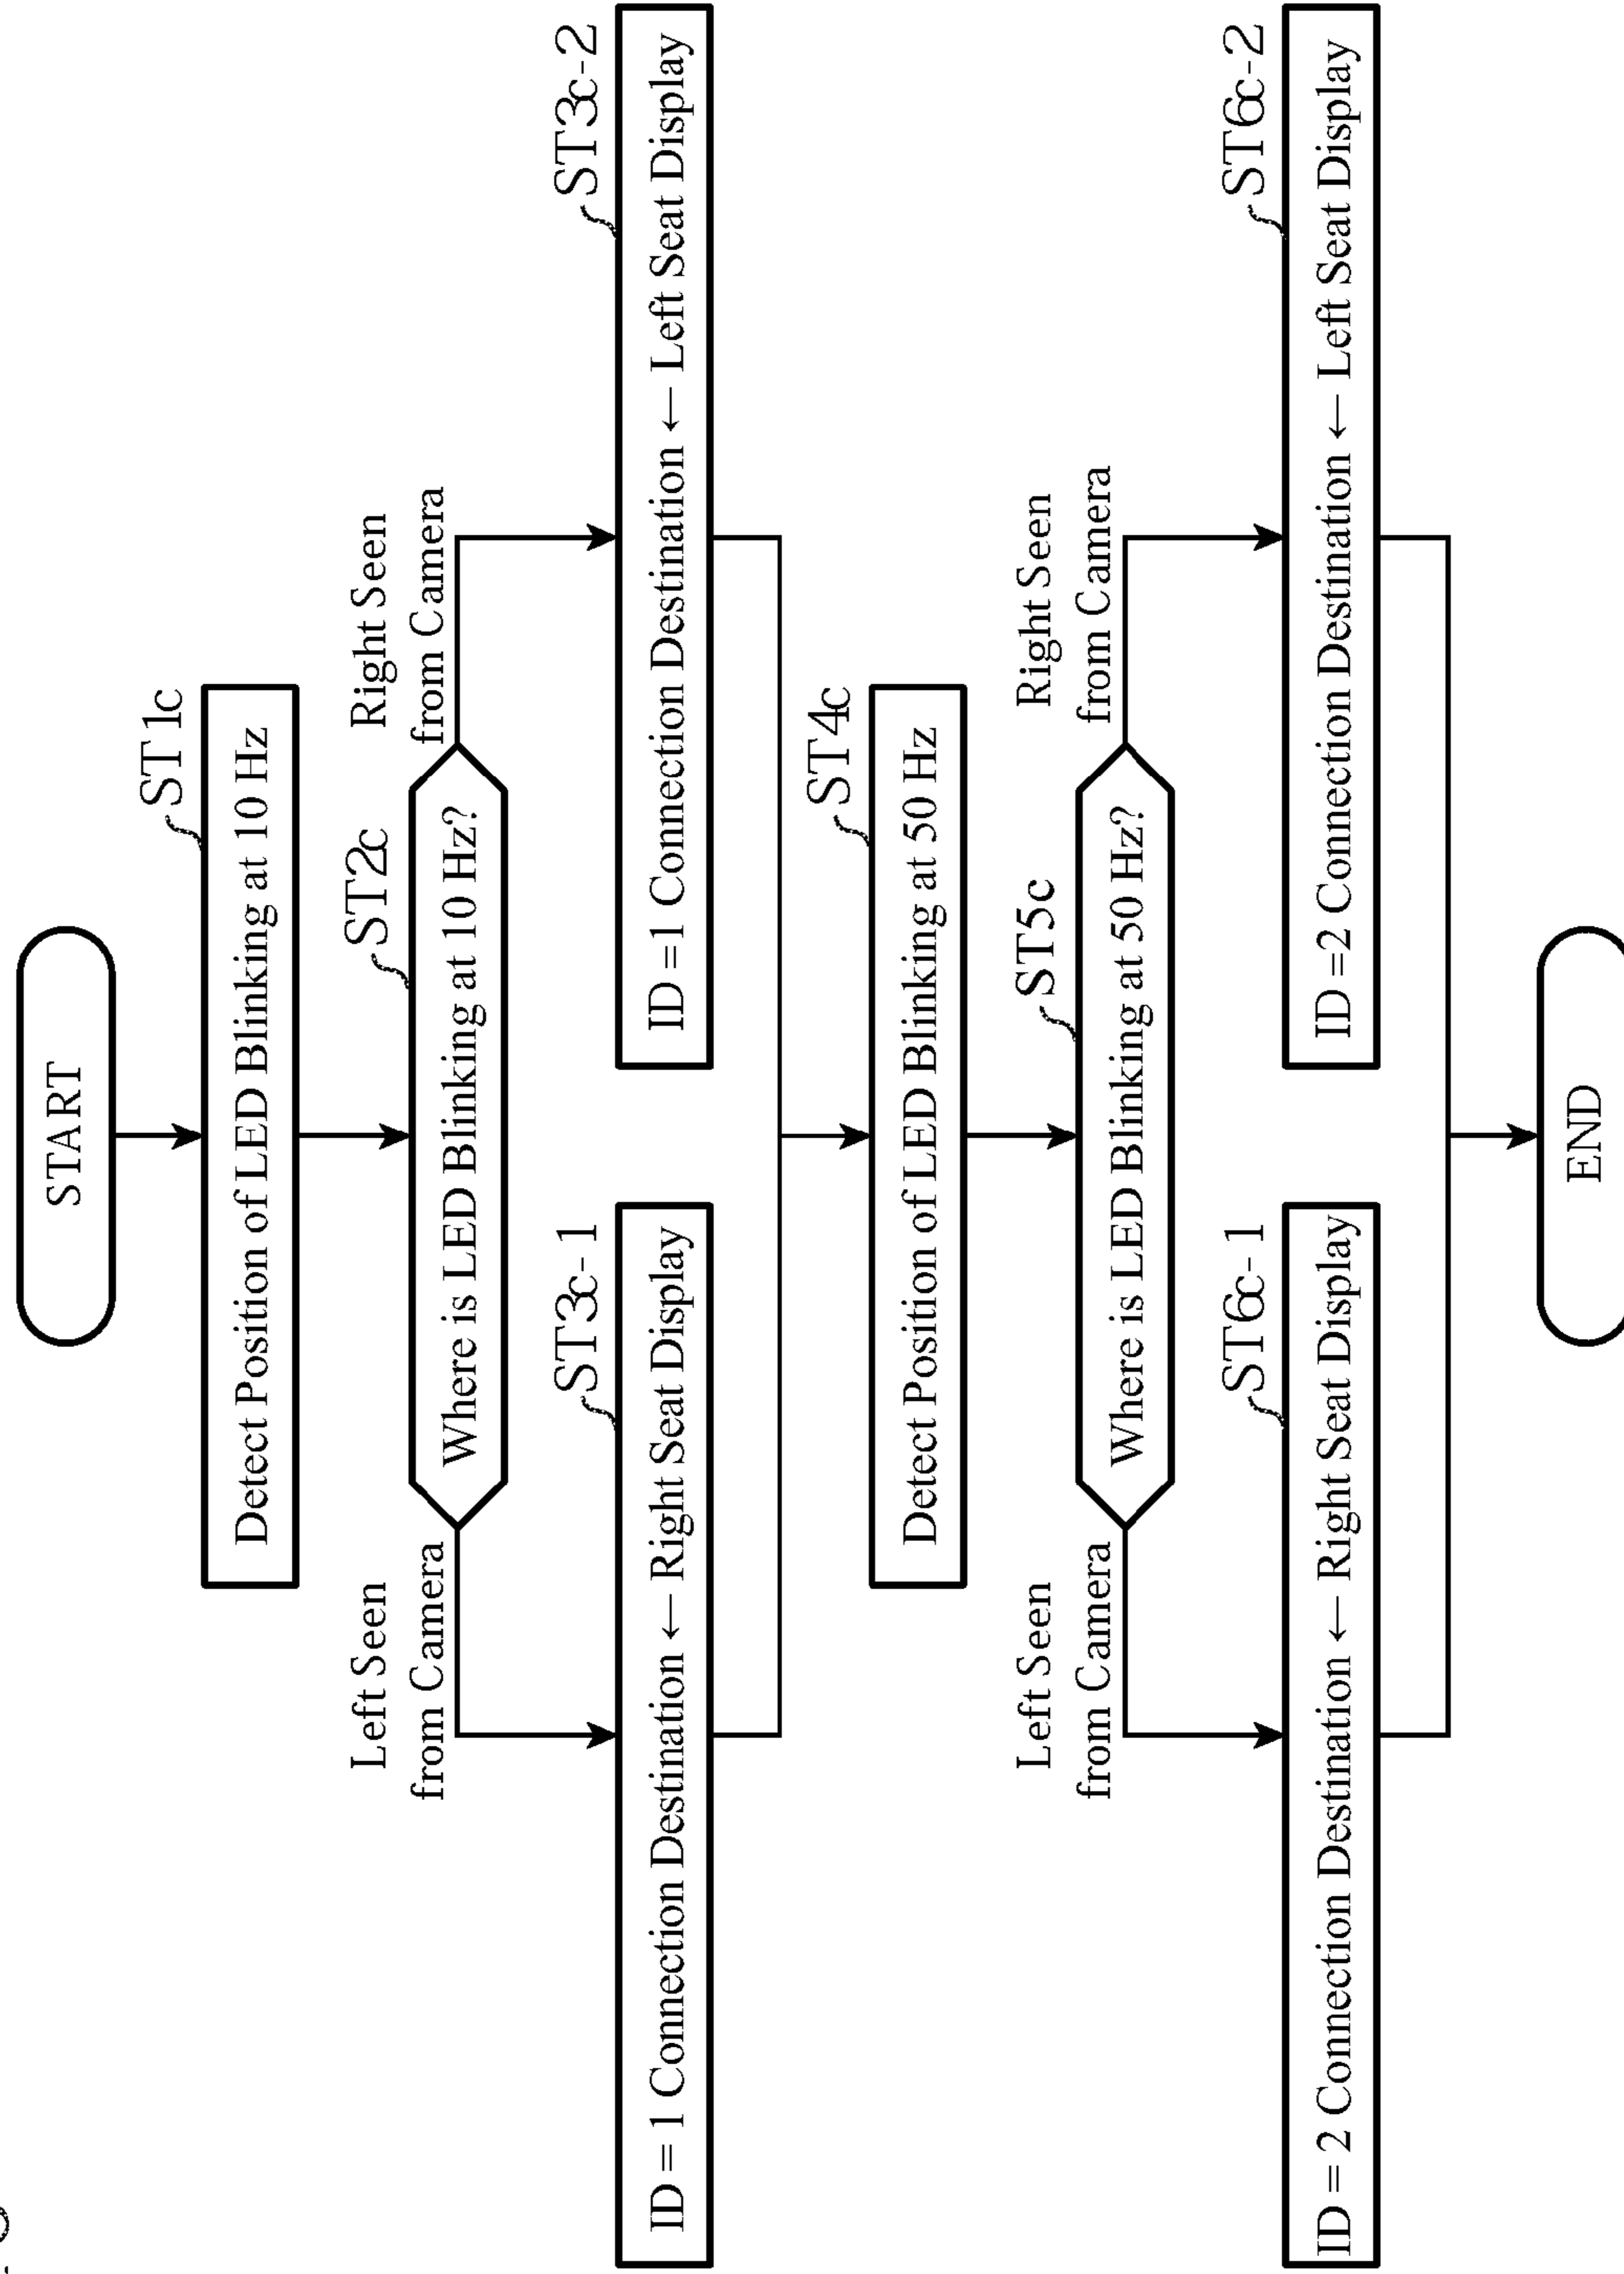 START
ST1c
Detect Position of LED Blinking at 10 Hz
ST2c
Where is LED Blinking at 10 Hz?
Left Seen
from Camera
Right Seen
from Camera
ST3c-1
ID = 1 Connection Destination ← Right Seat Display
ST3c-2
ID =1 Connection Destination ← Left Seat Display
ST4c
Detect Position of LED Blinking at 50 Hz
ST5c
Where is LED Blinking at 50 Hz?
Left Seen
from Camera
Right Seen
from Camera
ST6c-1
ID = 2 Connection Destination ← Right Seat Display
ST6c-2
ID =2 Connection Destination ← Left Seat Display
END